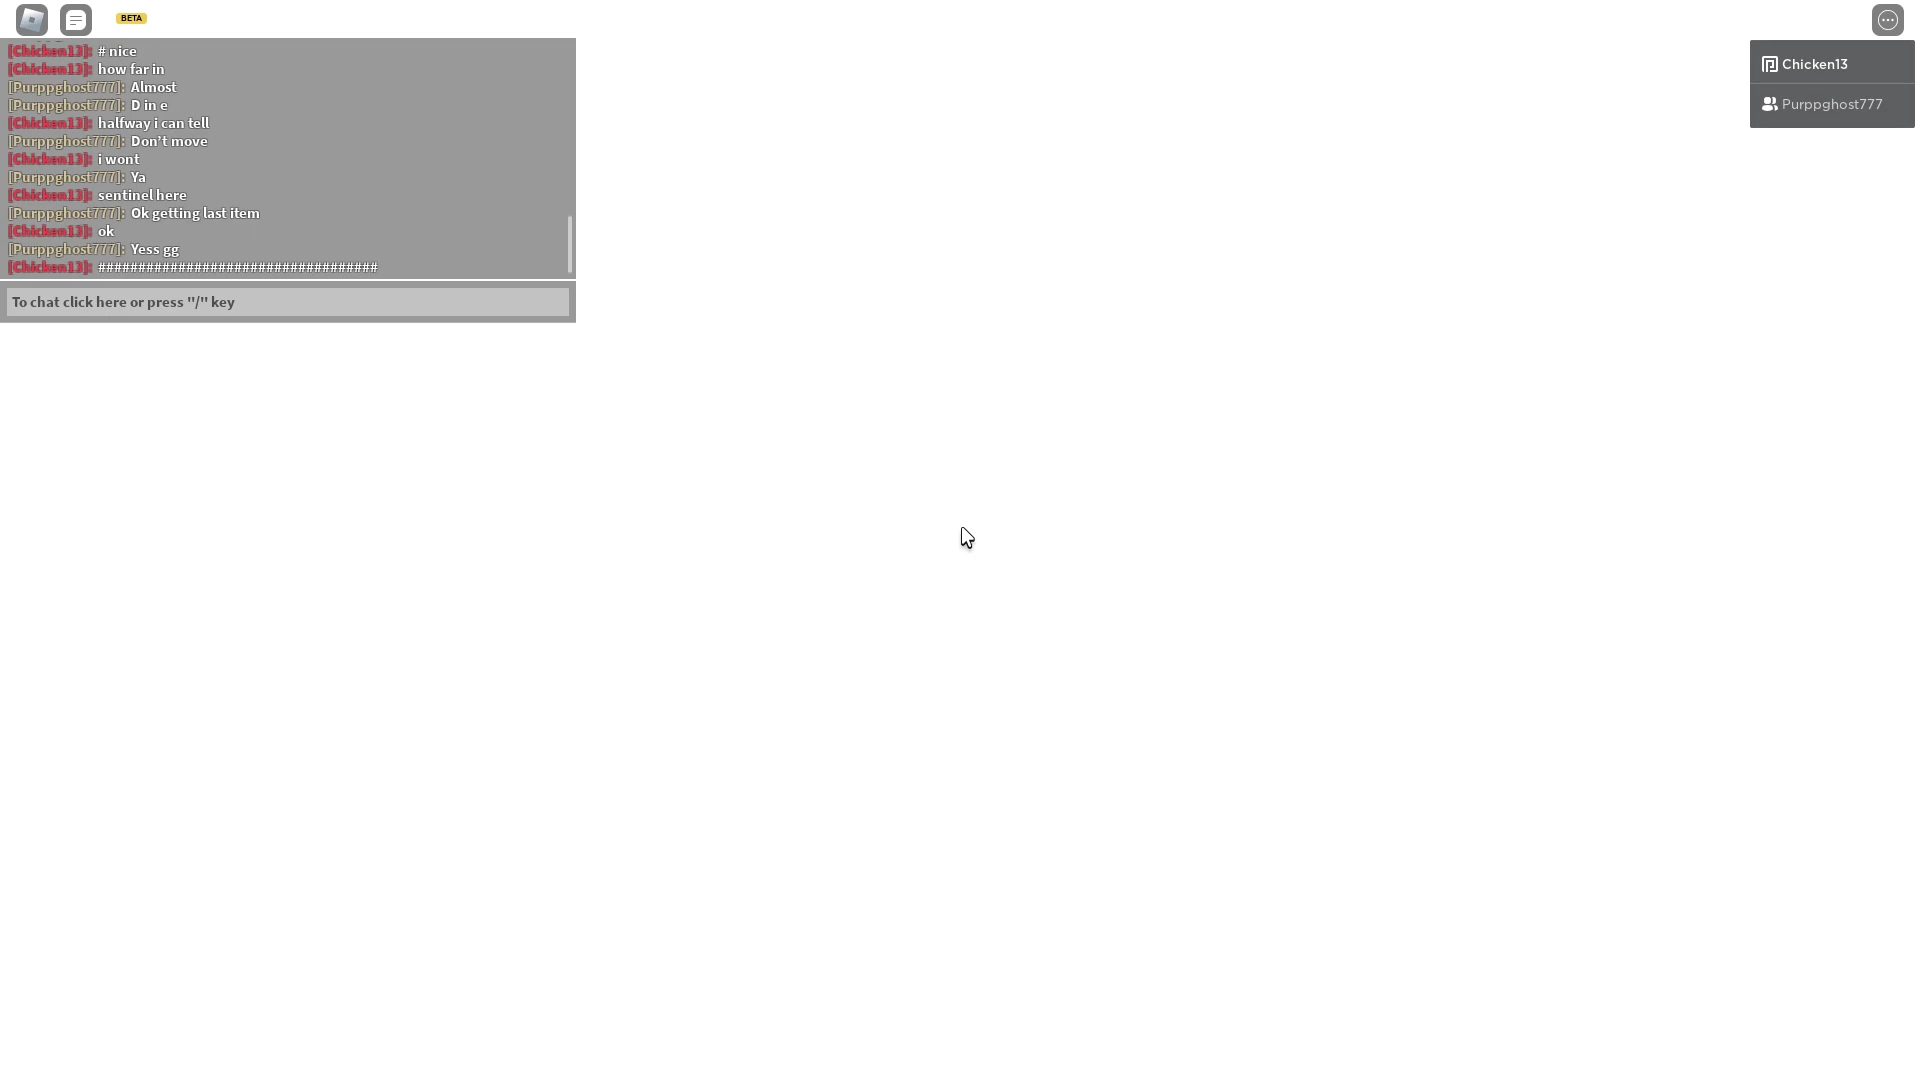 BETA
[Chicken13]: # nice
[Chicken13]: how far in
[Purppghost777]: Almost
[Purppghost777]: D in e
[Chicken13]: halfway i can tell
[Purppghost777]: Don't move
[Chicken13]: i wont
[Purppghost777]: Ya
[Chicken13]: sentinel here
[Purppghost777]: Ok getting last item
[Chicken13]: ok
[Purppghost777]: Yess gg
[Chicken13]: ###################################
To chat click here or press "/" key
Chicken13
Purppghost777